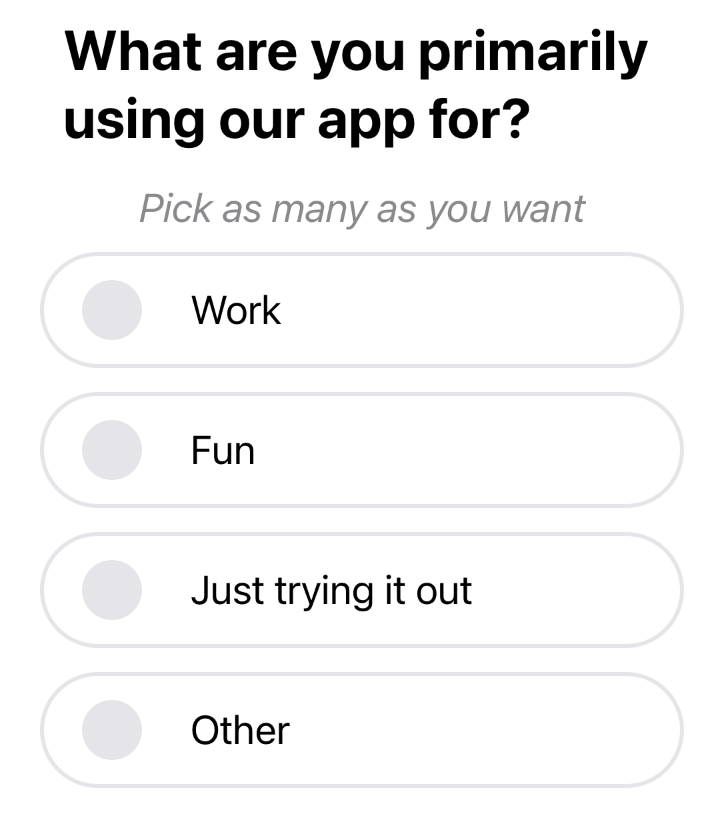 What are you primarily
using our app for?
Pick as many as you want
Work
Fun
Just trying it out
Other